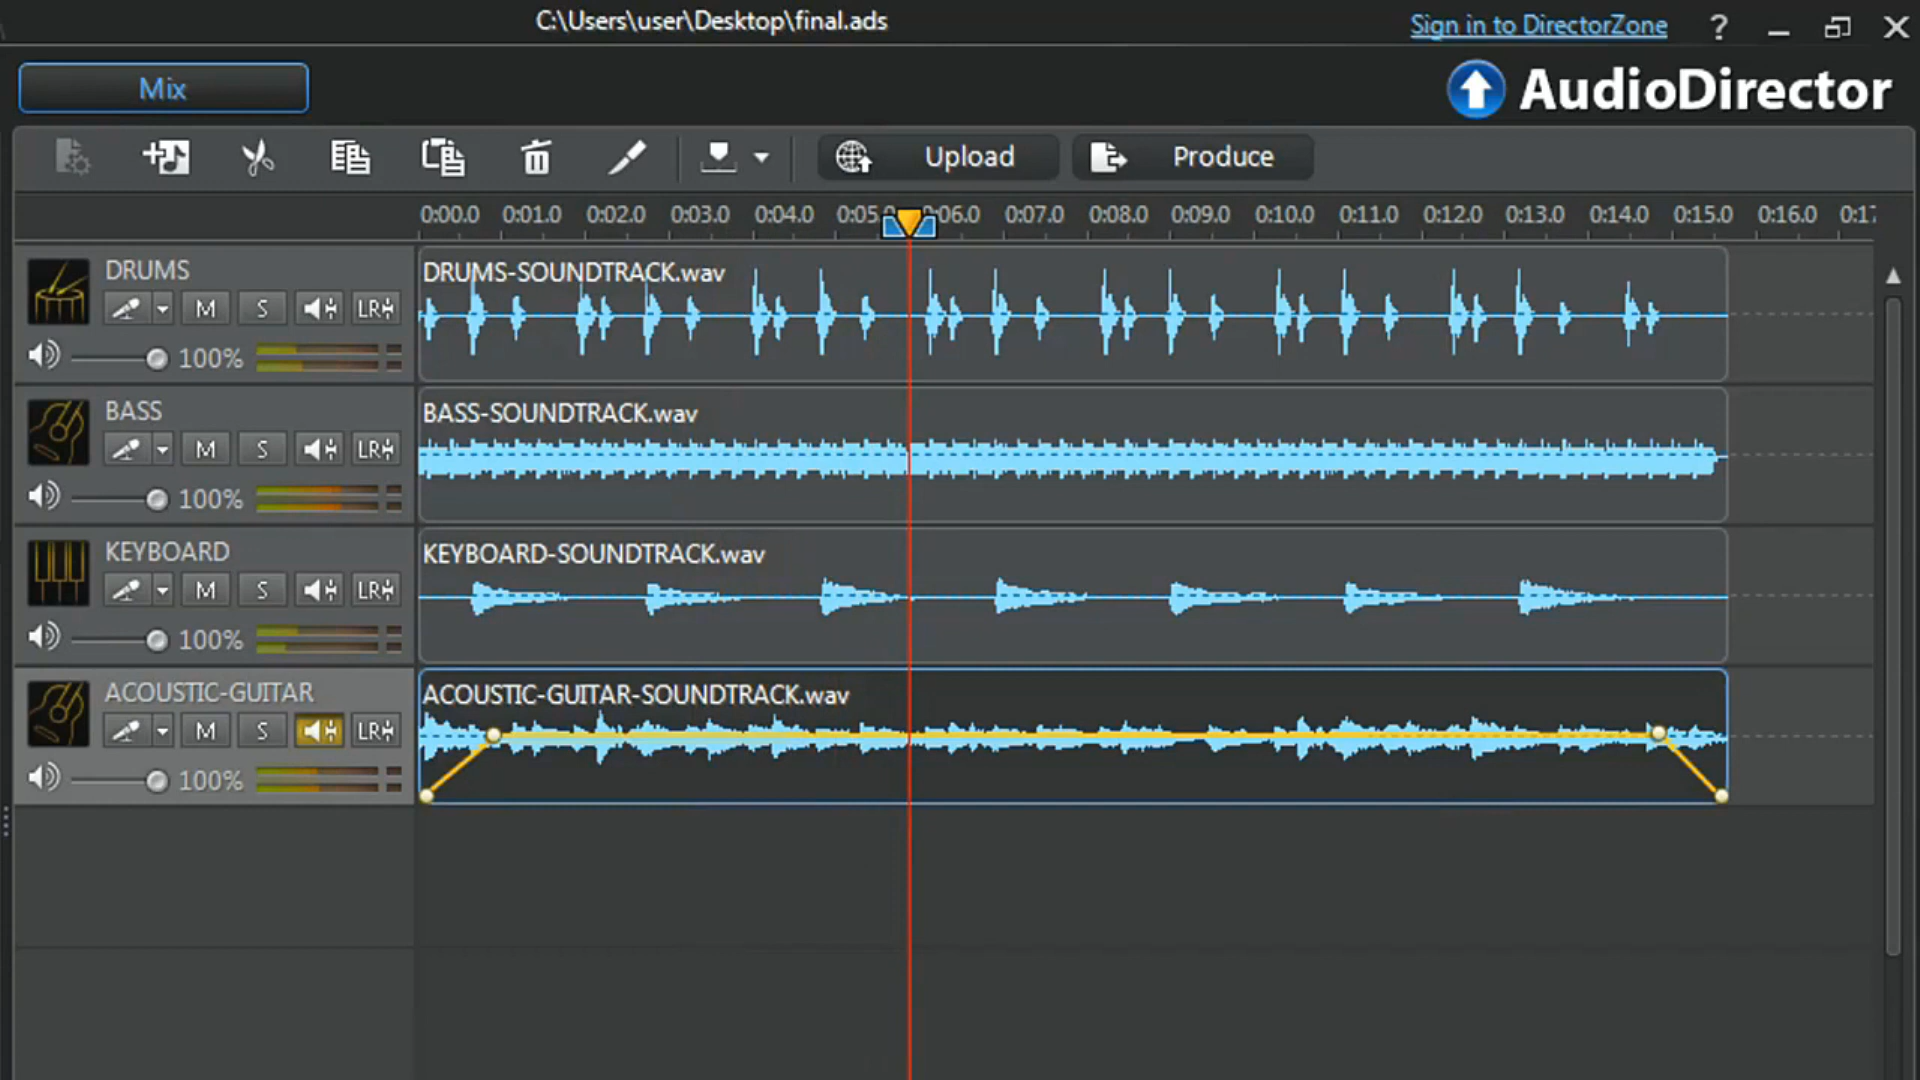 C:\Users\user\Desktop\final.ads
Sign in to DirectorZone ?
Mix
AudioDirector
Upload Produce
0:00.0 0:01.0 0:02.0 0:03.0 0:04.0 0:07.0 0:08.0 0:09.0 0:10.0 0:11.0 0:12.0 0:13.0 0:14.0 0:15.0 0:16.0
DRUMS
DRUMS-SOUNDTRACK.wav
M S LR
100%
BASS
BASS-SOUNDTRACK.wav
M S LR
100%
KEYBOARD
KEYBOARD-SOUNDTRACK.wav
M S LR
100%
ACOUSTIC-GUITAR
ACOUSTIC-GUITAR-SOUNDTRACK.wav
M S LR
100%